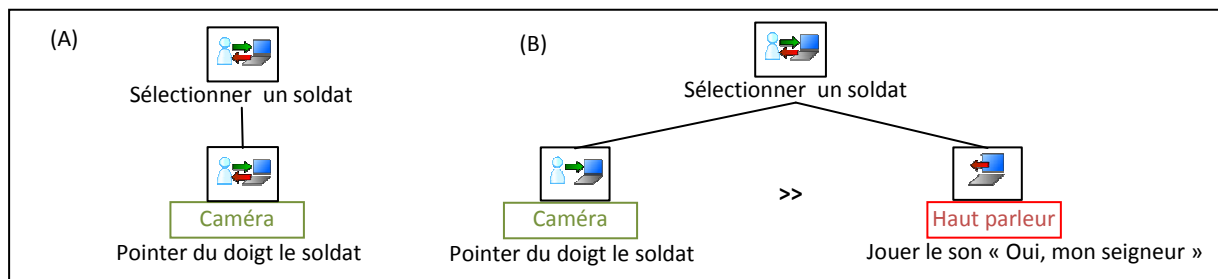 (A)
Sélectionner un soldat
Caméra
Pointer du doigt le soldat
(B)
Sélectionner un soldat
Caméra
Pointer du doigt le soldat
>>
Haut parleur
Jouer le son « Oui, mon seigneur »